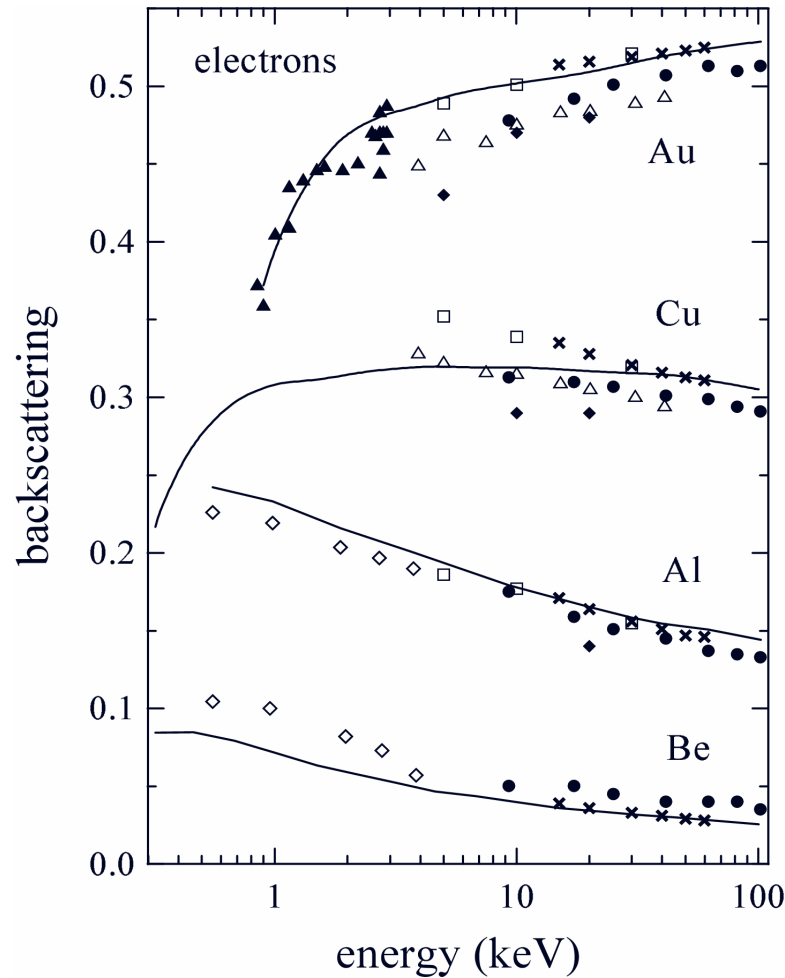 electrons
0.5
Au
0.4
Cu
0.3
backscattering
0.2
Al
0.1
Be
0.0
1
10
100
energy (keV)